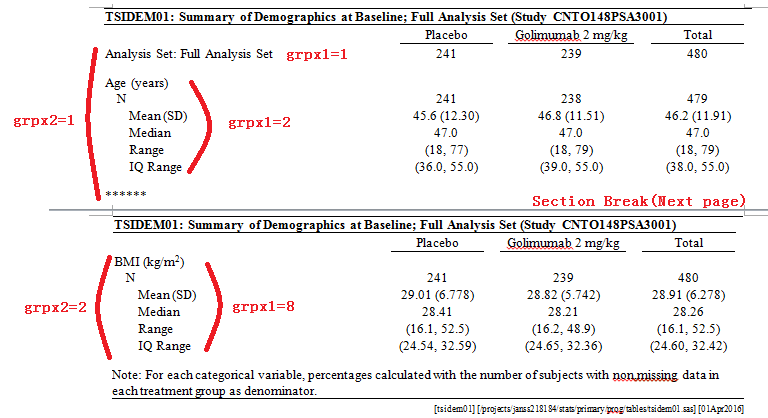 TSIDEM01: Summary of Demographics at Baseline; Full Analysis Set (Study CNTO148PSA3001)
Placebo Golimumab 2 mg/kg Total
Analysis Set: Full Analysis Set grpx1=1 241 239 480
Age (years)
N 241 238 479
Mean (SD) 45.6 (12.30) 46.8 (11.51) 46.2 (11.91)
grpx2=1 grpx1=2
Median 47.0 47.0 47.0
Range (18, 77) (18, 79) (18, 79)
IQ Range (36.0, 55.0) (39.0, 55.0) (38.0, 55.0)
******
Section Break(Next page)
TSIDEM01: Summary of Demographics at Baseline; Full Analysis Set (Study CNTO148PSA3001)
Placebo Golimumab 2 mg/kg Total
BMI (kg/m²)
N 241 239 480
Mean (SD) 29.01 (6.778) 28.82 (5.742) 28.91 (6.278)
grpx2=2 grpx1=8
Median 28.41 28.21 28.26
Range (16.1, 52.5) (16.2, 48.9) (16.1, 52.5)
IQ Range (24.54, 32.59) (24.65, 32.36) (24.60, 32.42)
Note: For each categorical variable, percentages calculated with the number of subjects with non missing data in
each treatment group as denominator.
[tsidem01] [/projects/janss218184/stats/primary/prog/tables/tsidem01.sas] [01Apr2016]